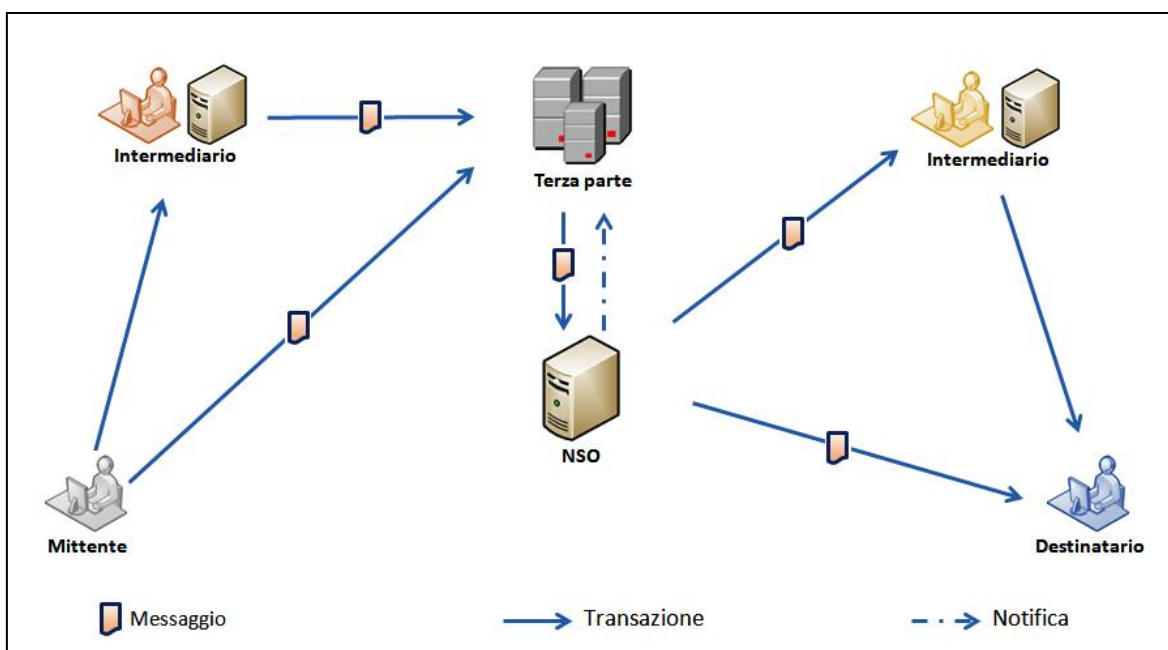 Intermediario
Terza parte
Intermediario
NSO
Mittente
Destinatario
Messaggio
Transazione
Notifica